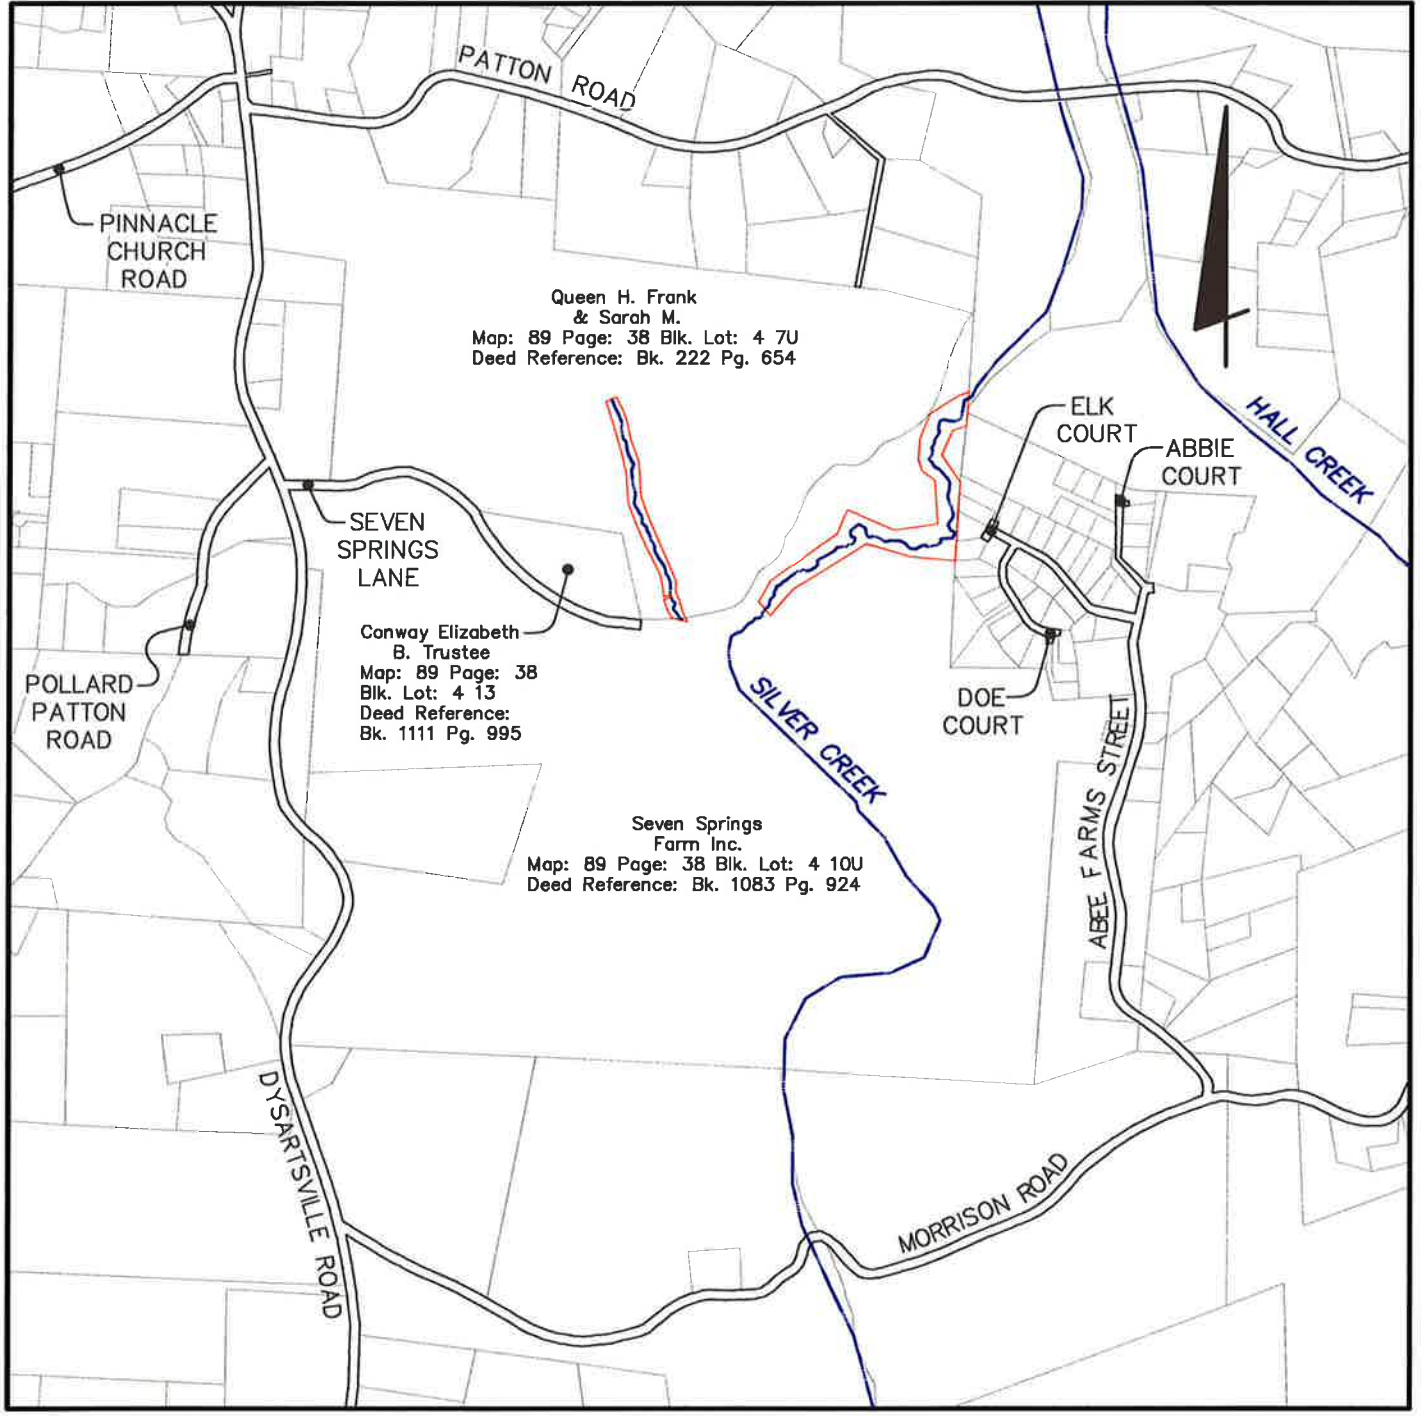 PATTON ROAD
PINNACLE
CHURCH
ROAD
Queen H. Frank
& Sarah M.
Map: 89 Page: 38 Blk. Lot: 4 7U
Deed Reference: Bk. 222 Pg. 654
ELK
COURT
HALL CREEK
ABBIE
COURT
SEVEN
SPRINGS
LANE
Conway Elizabeth
B. Trustee
Map: 89 Page: 38
Blk. Lot: 4 13
Deed Reference:
Bk. 1111 Pg. 995
POLLARD
PATTON
ROAD
SILVER CREEK
DOE
COURT
ABEE FARMS STREET
Seven Springs
Farm Inc.
Map: 89 Page: 38 Blk. Lot: 4 10U
Deed Reference: Bk. 1083 Pg. 924
DYSARTSVILLE ROAD
MORRISON ROAD